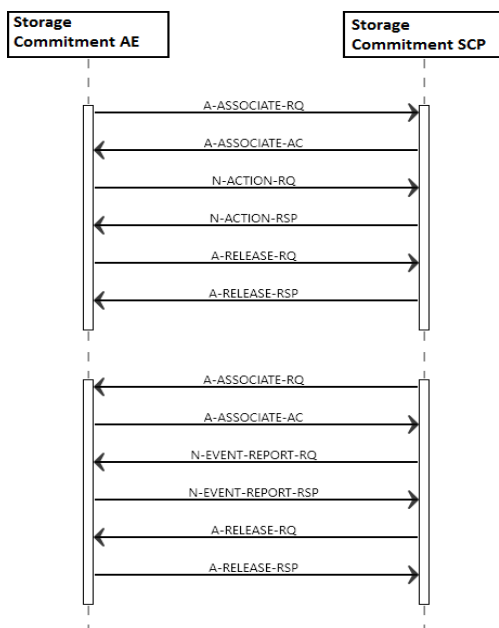 Storage
Commitment AE
Storage
Commitment SCP
A-ASSOCIATE-RQ
A-ASSOCIATE-AC
N-ACTION-RQ
N-ACTION-RSP
A-RELEASE-RQ
A-RELEASE-RSP
A-ASSOCIATE-RQ
A-ASSOCIATE-AC
N-EVENT-REPORT-RQ
N-EVENT-REPORT-RSP
A-RELEASE-RQ
A-RELEASE-RSP